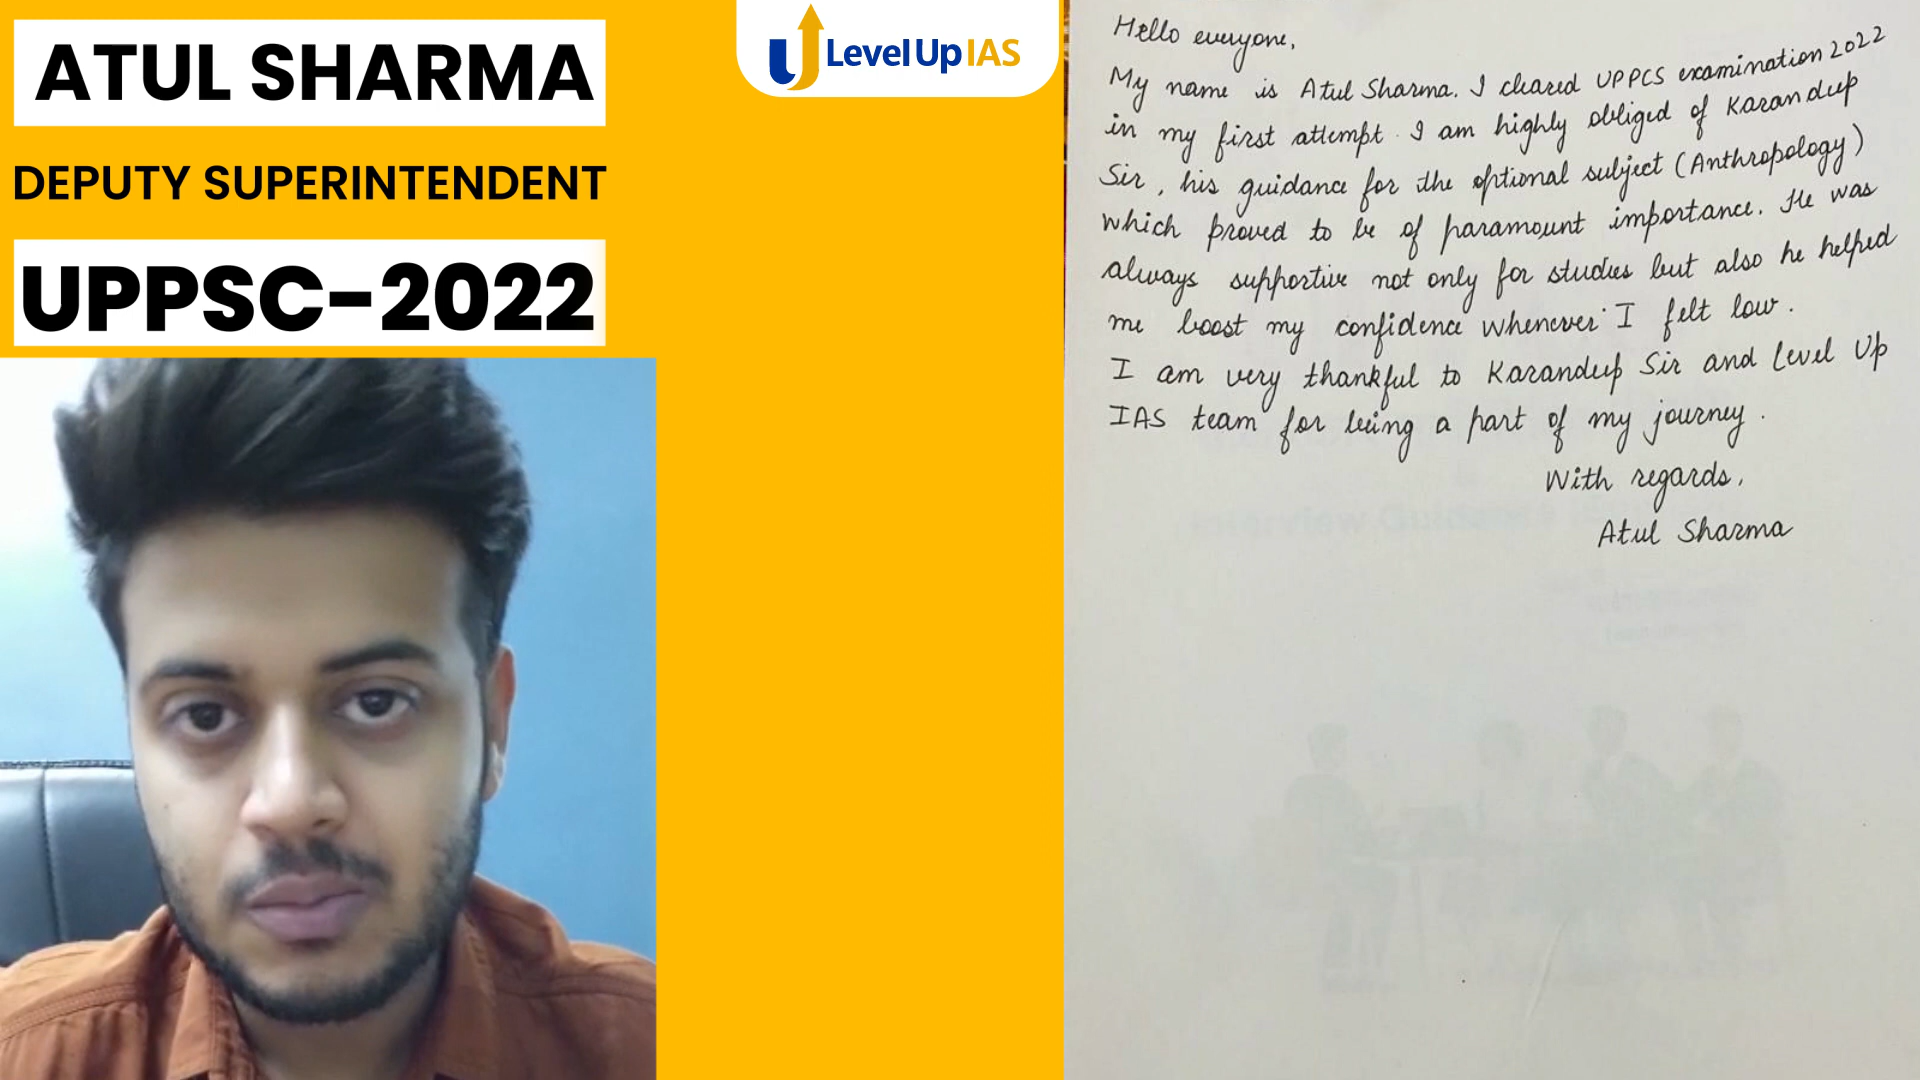 ATUL SHARMA
DEPUTY SUPERINTENDENT
UPPSC-2022
Level Up IAS
Hello everyone,
My name is Atul Sharma. I cleared UPPCS examination 2022
in my first attempt. I am highly obliged of Karandeep
Sir, his guidance for the optional subject (Anthropology)
which proved to be of paramount importance. He was
always supportive not only for studies but also he helped
me boost my confidence whenever I felt low.
I am very thankful to Karandeep Sir and Level Up
IAS team for being a part of my journey.
With regards,
Atul Sharma
Interview Guidance